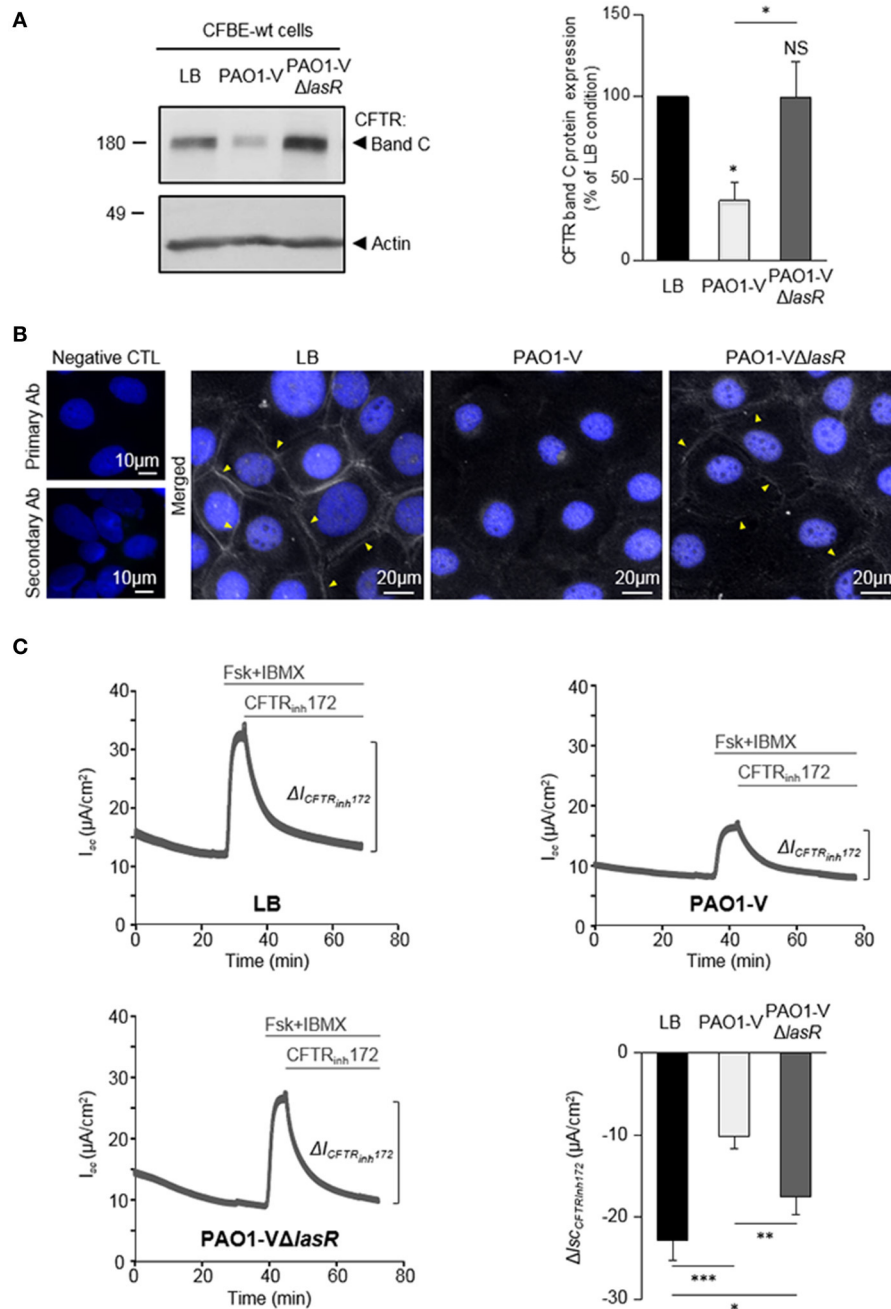 A
CFBE-wt cells
LB PAO1-V PAO1-V
ΔlasR
CFTR:
180
Band C
49
Actin
CFTR band C protein expression
(% of LB condition)
150
100
50
0
*
*
NS
LB PAO1-V PAO1-V
ΔlasR
B
Negative CTL LB PAO1-V PAO1-VΔlasR
Primary Ab
10µm
Secondary Ab
10µm
Merged
20µm 20µm 20µm
C
Fsk+IBMX
CFTRinh172
ΔICFTRinh172
Isc (µA/cm²)
40
30
20
10
0
LB
0 20 40 60 80
Time (min)
Fsk+IBMX
CFTRinh172
ΔICFTRinh172
Isc (µA/cm²)
40
30
20
10
0
PAO1-V
0 20 40 60 80
Time (min)
Fsk+IBMX
CFTRinh172
ΔICFTRinh172
Isc (µA/cm²)
40
30
20
10
0
PAO1-VΔlasR
0 20 40 60 80
Time (min)
LB PAO1-V PAO1-V
ΔlasR
ΔIscCFTRinh172 (µA/cm²)
0
-10
-20
-30
**
***
*